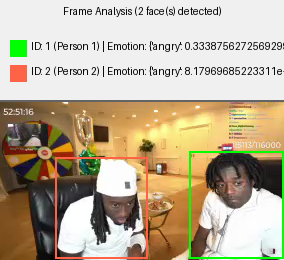 Frame Analysis (2 face(s) detected)
ID: 1 (Person 1) | Emotion: {'angry': 0.33387562725692995
ID: 2 (Person 2) | Emotion: {'angry': 8.17969685223311e-
52:51:16